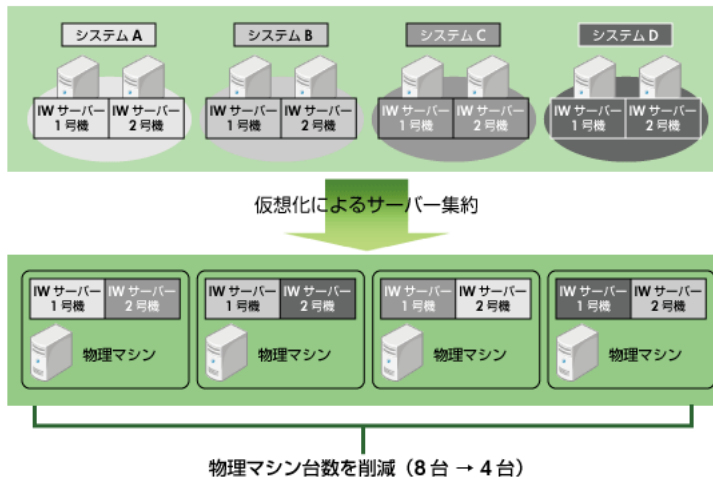 システム A
システム B
システム C
システム D
IW サーバー
1 号機
IW サーバー
2 号機
IW サーバー
1 号機
IW サーバー
2 号機
IW サーバー
1 号機
IW サーバー
2 号機
IW サーバー
1 号機
IW サーバー
2 号機
仮想化によるサーバー集約
IW サーバー
1 号機
IW サーバー
2 号機
物理マシン
IW サーバー
1 号機
IW サーバー
2 号機
物理マシン
IW サーバー
1 号機
IW サーバー
2 号機
物理マシン
IW サーバー
1 号機
IW サーバー
2 号機
物理マシン
物理マシン台数を削減（8 台 → 4 台）